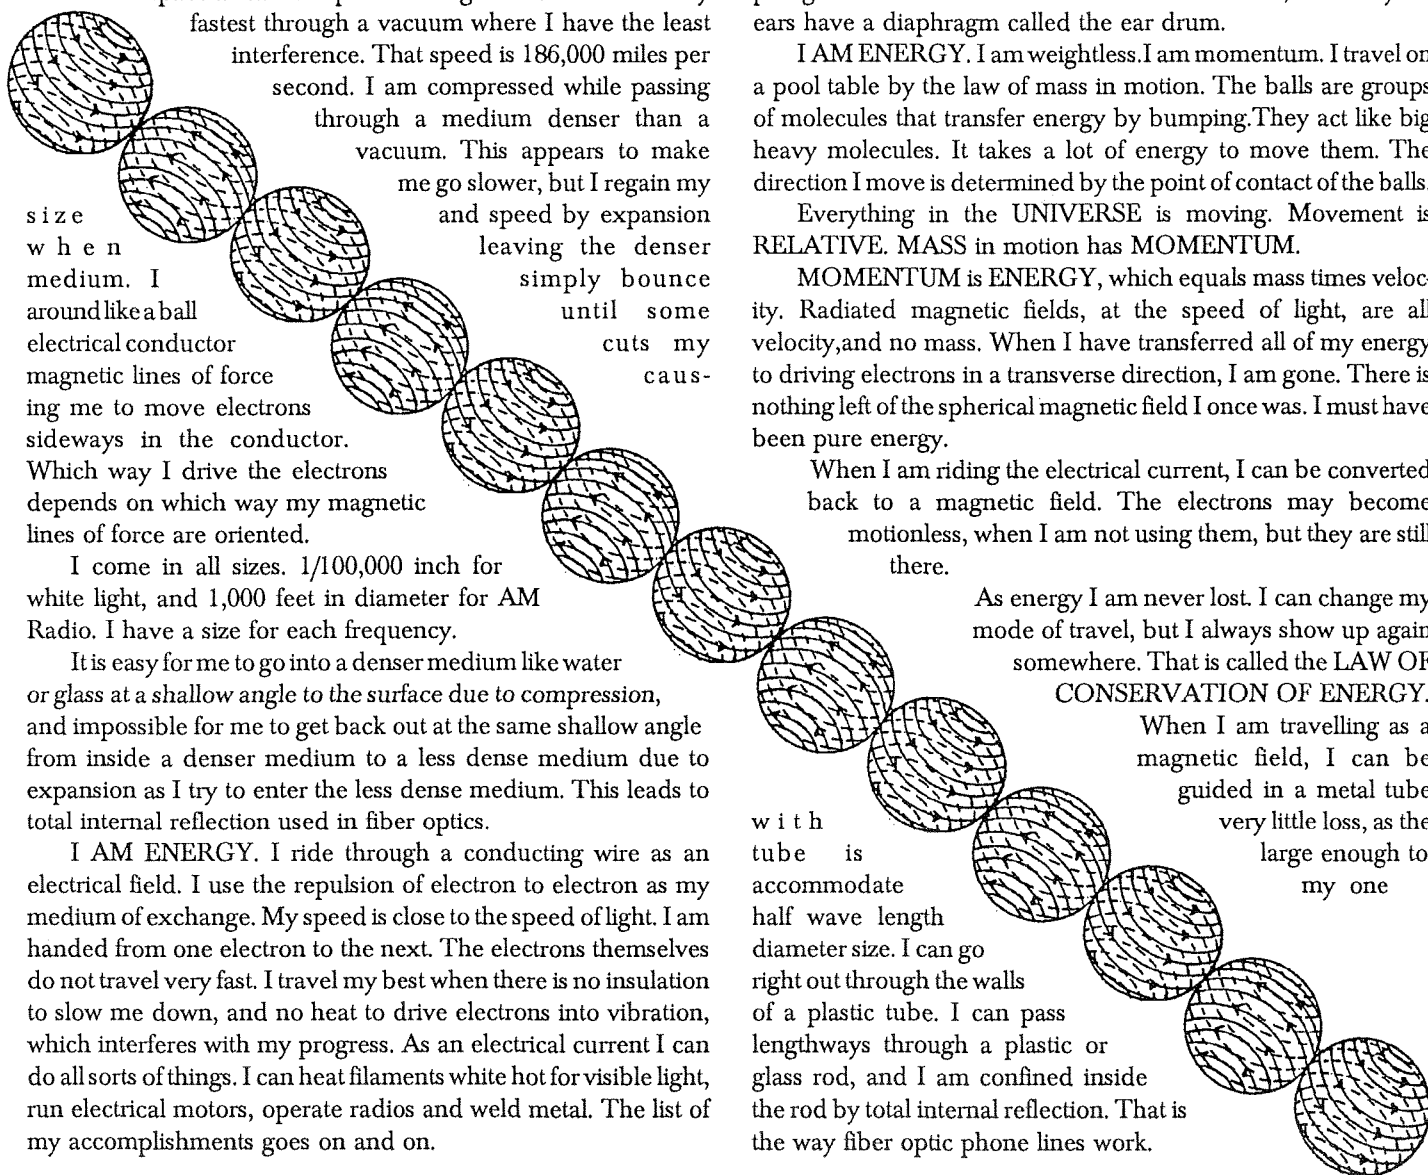 fastest through a vacuum where I have the least
interference. That speed is 186,000 miles per
second. I am compressed while passing
through a medium denser than a
vacuum. This appears to make
me go slower, but I regain my
size and speed by expansion
when leaving the denser
medium. I simply bounce
around like a ball until some
electrical conductor cuts my
magnetic lines of force caus-
ing me to move electrons
sideways in the conductor.
Which way I drive the electrons
depends on which way my magnetic
lines of force are oriented.
I come in all sizes. 1/100,000 inch for
white light, and 1,000 feet in diameter for AM
Radio. I have a size for each frequency.
It is easy for me to go into a denser medium like water
or glass at a shallow angle to the surface due to compression,
and impossible for me to get back out at the same shallow angle
from inside a denser medium to a less dense medium due to
expansion as I try to enter the less dense medium. This leads to
total internal reflection used in fiber optics.
I AM ENERGY. I ride through a conducting wire as an
electrical field. I use the repulsion of electron to electron as my
medium of exchange. My speed is close to the speed of light. I am
handed from one electron to the next. The electrons themselves
do not travel very fast. I travel my best when there is no insulation
to slow me down, and no heat to drive electrons into vibration,
which interferes with my progress. As an electrical current I can
do all sorts of things. I can heat filaments white hot for visible light,
run electrical motors, operate radios and weld metal. The list of
my accomplishments goes on and on.
ears have a diaphragm called the ear drum.
I AM ENERGY. I am weightless.I am momentum. I travel on
a pool table by the law of mass in motion. The balls are groups
of molecules that transfer energy by bumping.They act like big
heavy molecules. It takes a lot of energy to move them. The
direction I move is determined by the point of contact of the balls.
Everything in the UNIVERSE is moving. Movement is
RELATIVE. MASS in motion has MOMENTUM.
MOMENTUM is ENERGY, which equals mass times veloc-
ity. Radiated magnetic fields, at the speed of light, are all
velocity,and no mass. When I have transferred all of my energy
to driving electrons in a transverse direction, I am gone. There is
nothing left of the spherical magnetic field I once was. I must have
been pure energy.
When I am riding the electrical current, I can be converted
back to a magnetic field. The electrons may become
motionless, when I am not using them, but they are still
there.
As energy I am never lost. I can change my
mode of travel, but I always show up again
somewhere. That is called the LAW OF
CONSERVATION OF ENERGY.
When I am travelling as a
magnetic field, I can be
guided in a metal tube
with very little loss, as the
tube is large enough to
accommodate my one
half wave length
diameter size. I can go
right out through the walls
of a plastic tube. I can pass
lengthways through a plastic or
glass rod, and I am confined inside
the rod by total internal reflection. That is
the way fiber optic phone lines work.